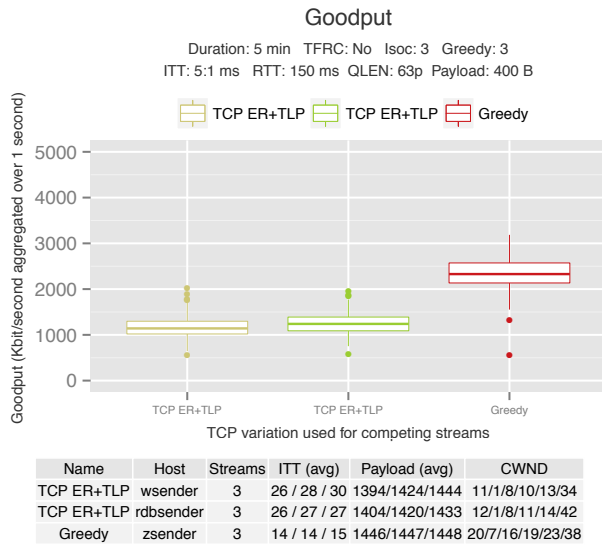 Goodput
Duration: 5 min TFRC: No Isoc: 3 Greedy: 3
ITT: 5:1 ms RTT: 150 ms QLEN: 63p Payload: 400 B
TCP ER+TLP TCP ER+TLP Greedy
Goodput (Kbit/second aggregated over 1 second)
5000
4000
3000
2000
1000
0
TCP ER+TLP TCP ER+TLP Greedy
TCP variation used for competing streams
Name Host Streams ITT (avg) Payload (avg) CWND
TCP ER+TLP wsender 3 26 / 28 / 30 1394/1424/1444 11/1/8/10/13/34
TCP ER+TLP rdbsender 3 26 / 27 / 27 1404/1420/1433 12/1/8/11/14/42
Greedy zsender 3 14 / 14 / 15 1446/1447/1448 20/7/16/19/23/38